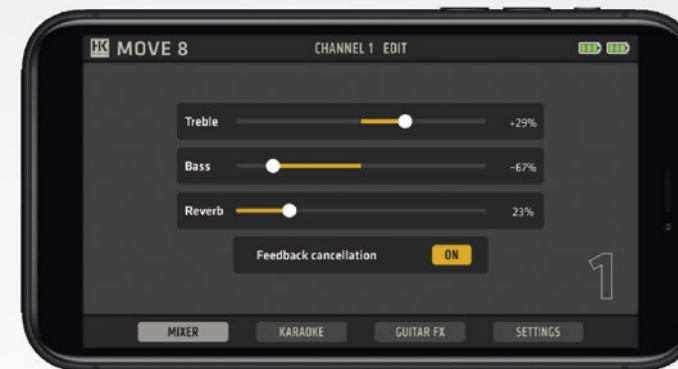 HK MOVE 8 CHANNEL 1 EDIT
Treble +29%
Bass -67%
Reverb 23%
Feedback cancellation ON
1
MIXER KARAOKE GUITAR FX SETTINGS